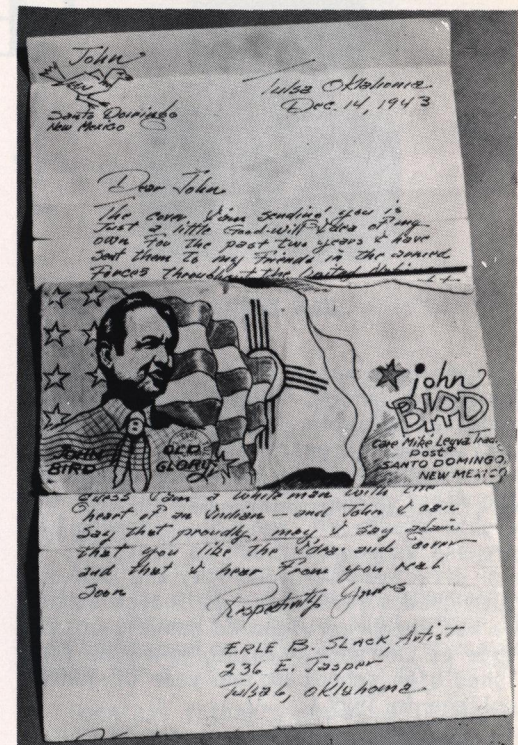 John
Santo Domingo
New Mexico
Tulsa Oklahoma
Dec. 14, 1943
Dear John
The cover I am sending you is
Just a little Good-will Idea of my
own For the past two years I have
Sent them to my Friends in the armed
Forces throughout the United
JOHN
BIRD
OLD
GLORY
john
BIRD
Care Mike Leyva Trad.
Post
SANTO DOMINGO,
NEW MEXICO
guess I am a white man with the
heart of an Indian — and John I can
Say that proudly, may I say again
that you like the Idea and cover
and that I hear From you real
Soon
Respectfully Yours
ERLE B. SLACK, Artist
236 E. Jasper
Tulsa 6, Oklahoma